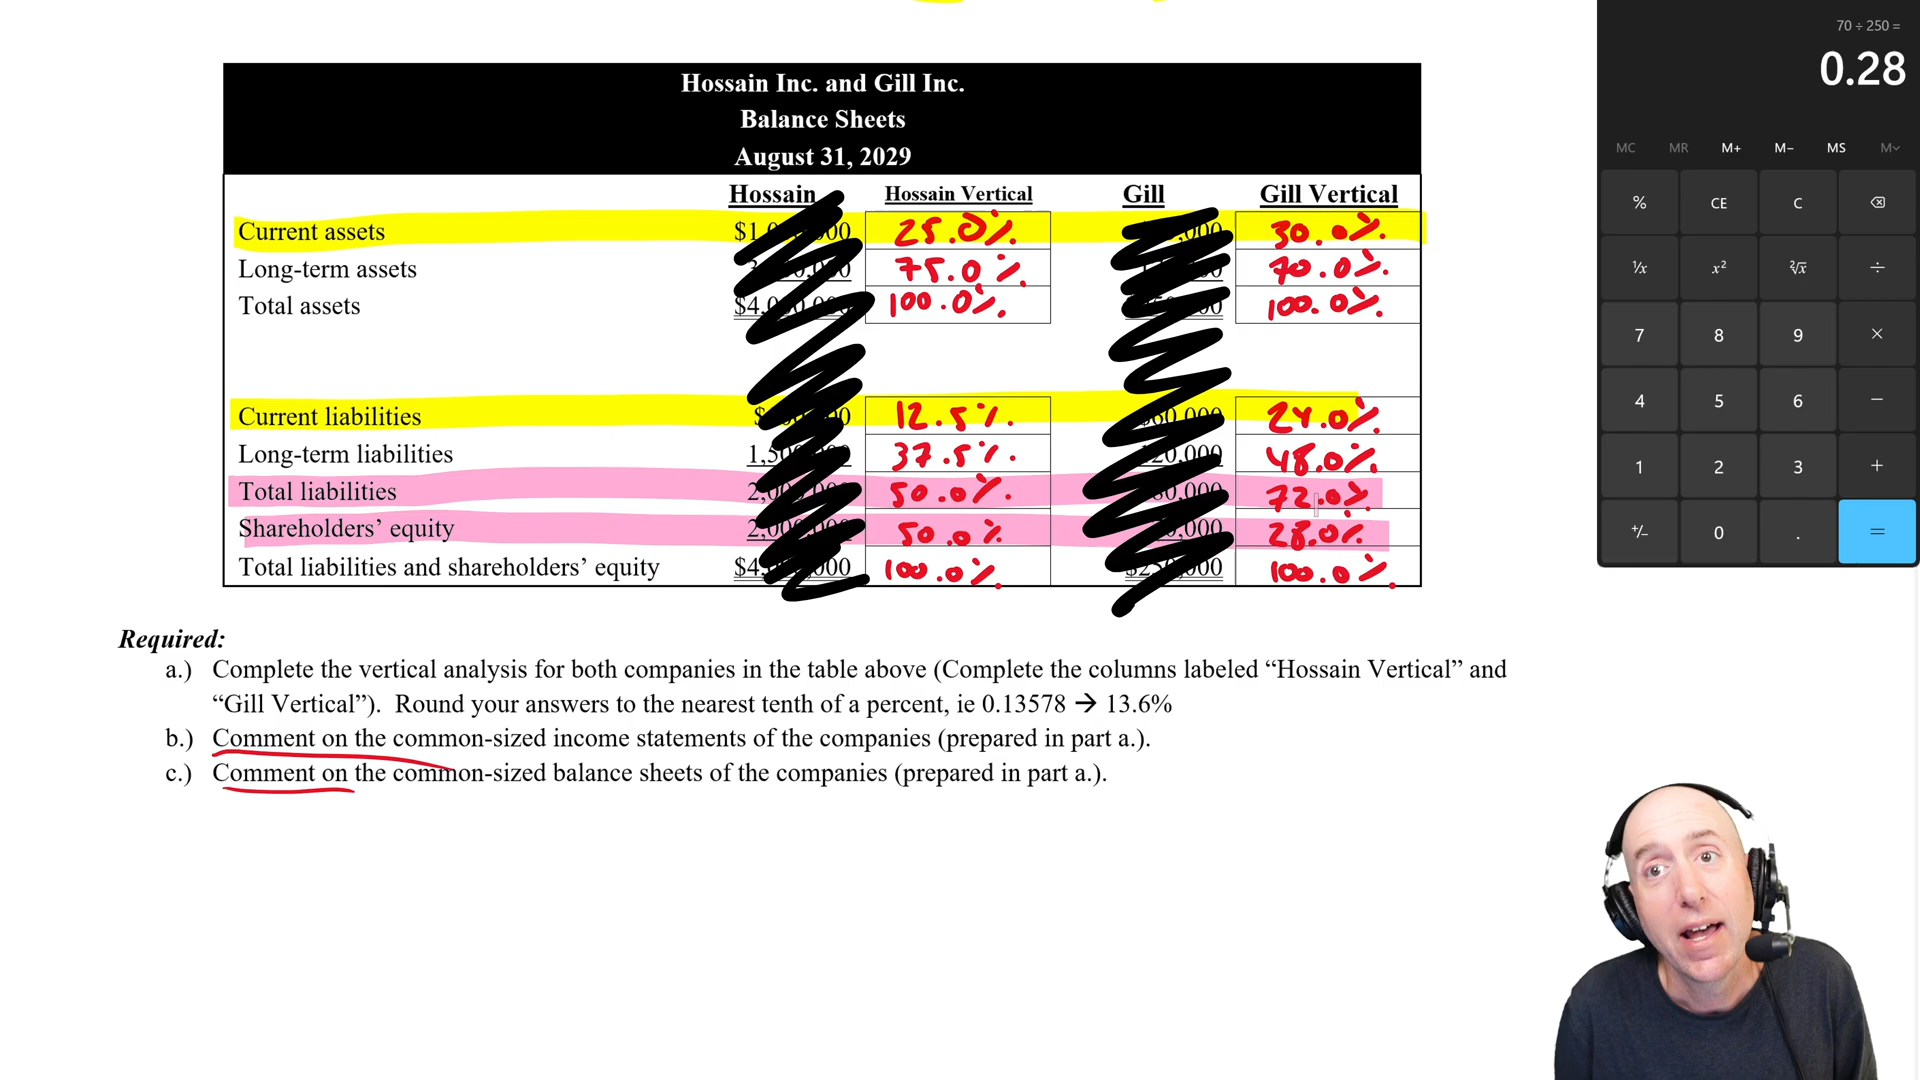 Hossain Inc. and Gill Inc.
Balance Sheets
August 31, 2029
Hossain Hossain Vertical Gill Gill Vertical
Current assets 25.0% 30.0%
Long-term assets 75.0% 70.0%
Total assets 100.0% 100.0%
Current liabilities 12.5% 24.0%
Long-term liabilities 37.5% 48.0%
Total liabilities 50.0% 72.0%
Shareholders’ equity 50.0% 28.0%
Total liabilities and shareholders’ equity 100.0% 100.0%
Required:
a.) Complete the vertical analysis for both companies in the table above (Complete the columns labeled “Hossain Vertical” and
“Gill Vertical”). Round your answers to the nearest tenth of a percent, ie 0.13578 → 13.6%
b.) Comment on the common-sized income statements of the companies (prepared in part a.).
c.) Comment on the common-sized balance sheets of the companies (prepared in part a.).
70 ÷ 250 =
0.28
MC MR M+ M− MS M˅
% CE C ⌫
¹/x x² ²√x ÷
7 8 9 ×
4 5 6 −
1 2 3 +
+/− 0 . =